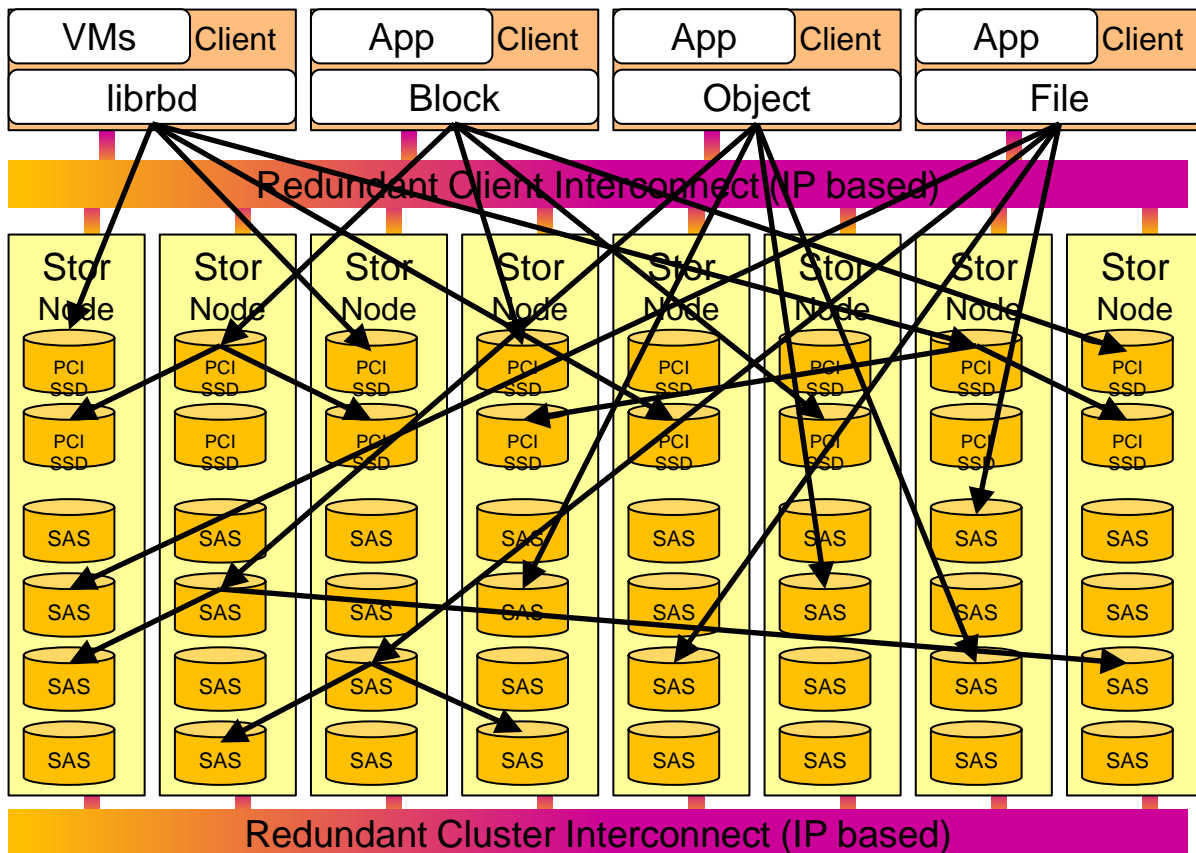 VMs Client App Client App Client App Client
librbd Block Object File
Redundant Client Interconnect (IP based)
Stor Stor Stor Stor Stor Stor Stor Stor
Node Node Node Node Node Node Node Node
PCI PCI PCI PCI PCI PCI PCI PCI
SSD SSD SSD SSD SSD SSD SSD SSD
PCI PCI PCI PCI PCI PCI PCI PCI
SSD SSD SSD SSD SSD SSD SSD SSD
SAS SAS SAS SAS SAS SAS SAS SAS
SAS SAS SAS SAS SAS SAS SAS SAS
SAS SAS SAS SAS SAS SAS SAS SAS
SAS SAS SAS SAS SAS SAS SAS SAS
Redundant Cluster Interconnect (IP based)